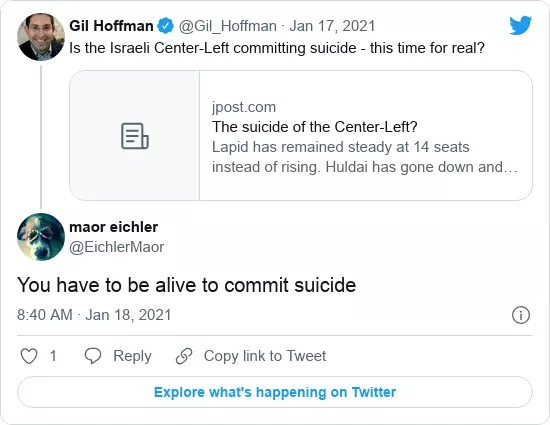 Gil Hoffman @Gil_Hoffman · Jan 17, 2021
Is the Israeli Center-Left committing suicide - this time for real?
jpost.com
The suicide of the Center-Left?
Lapid has remained steady at 14 seats
instead of rising. Huldai has gone down and…
maor eichler
@EichlerMaor
You have to be alive to commit suicide
8:40 AM · Jan 18, 2021
1 Reply Copy link to Tweet
Explore what's happening on Twitter